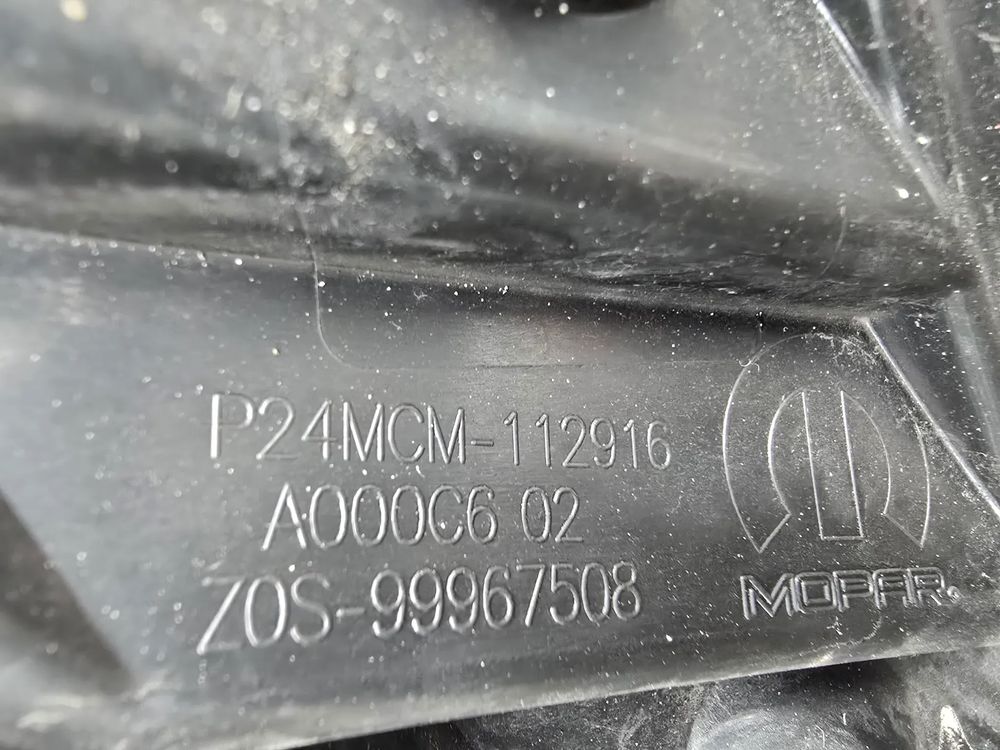 P24MCM-112916
A000C6 02
Z0S-99967508
MOPAR.